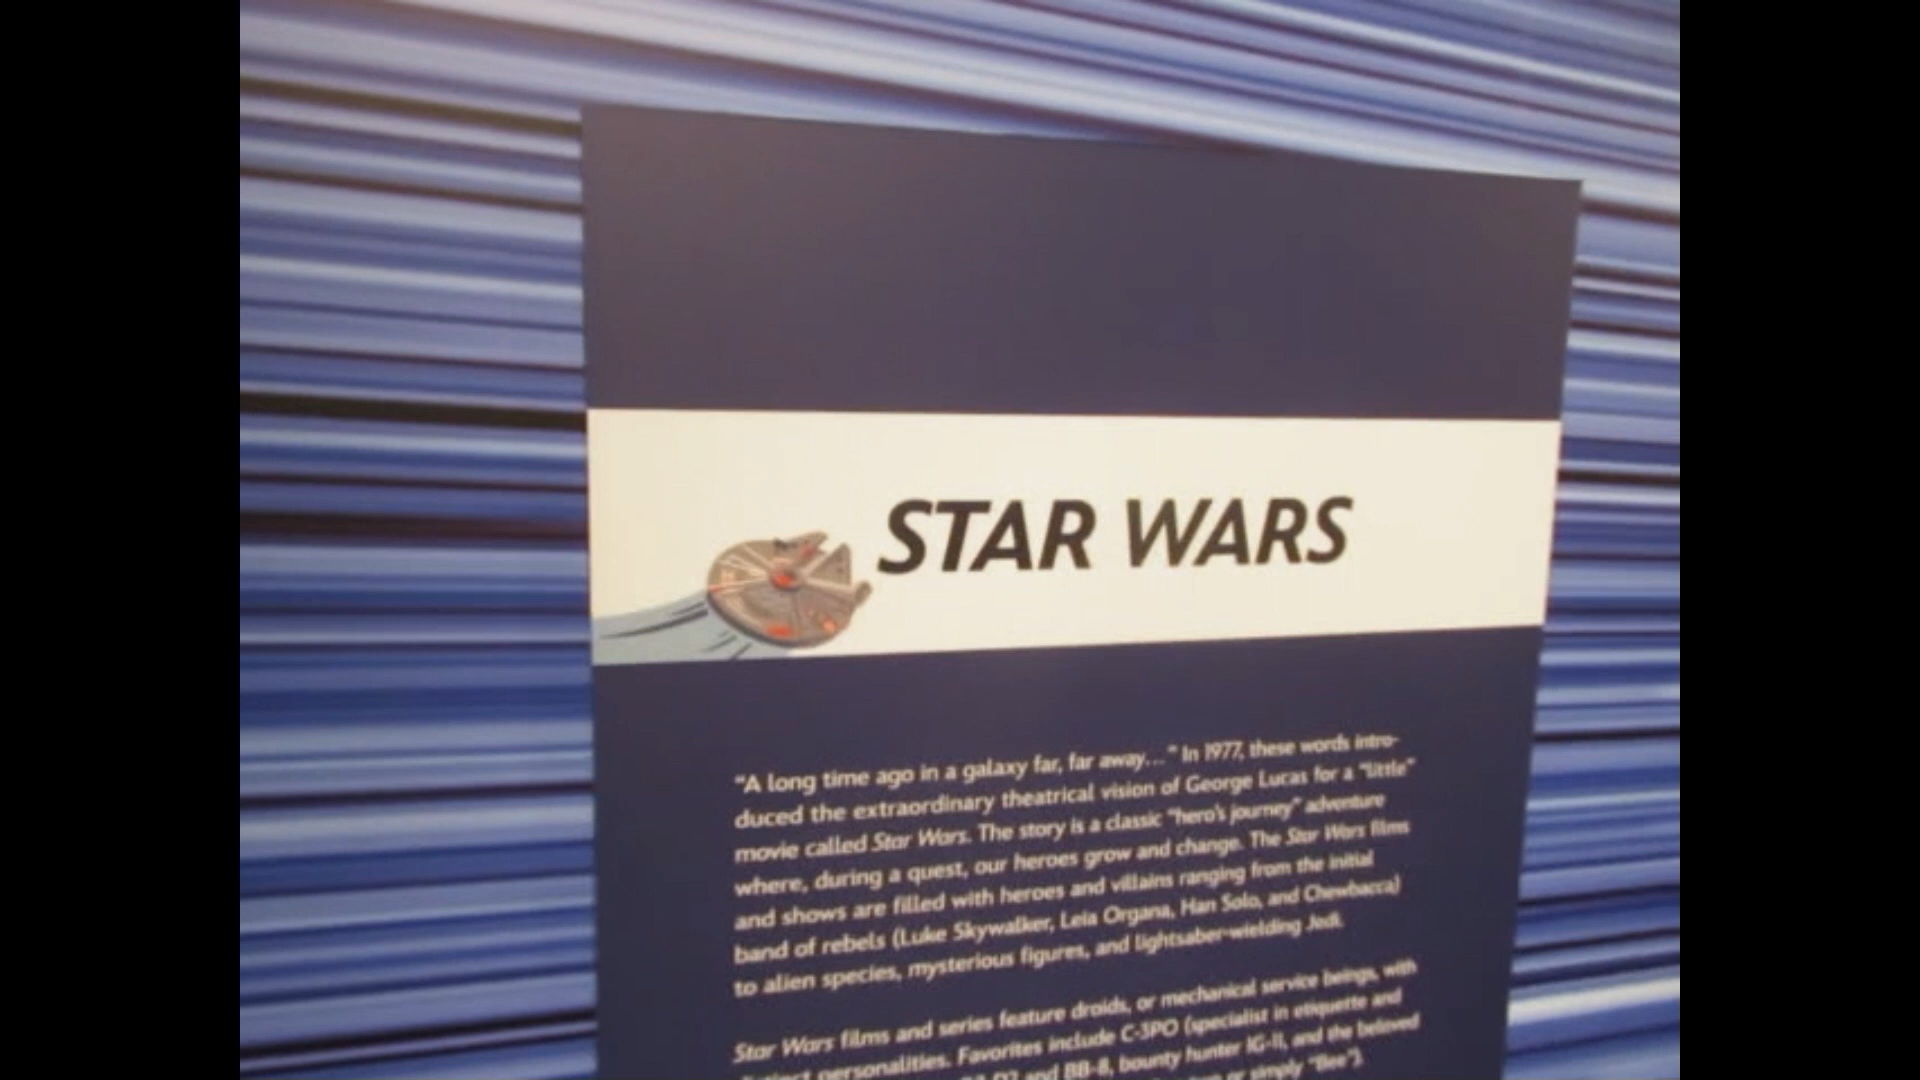 STAR WARS
“A long time ago in a galaxy far, far away...” In 1977, these words intro-
duced the extraordinary theatrical vision of George Lucas for a “little”
movie called Star Wars. The story is a classic “hero's journey” adventure
where, during a quest, our heroes grow and change. The Star Wars films
and shows are filled with heroes and villains ranging from the initial
band of rebels (Luke Skywalker, Leia Organa, Han Solo, and Chewbacca)
to alien species, mysterious figures, and lightsaber-wielding Jedi.
Star Wars films and series feature droids, or mechanical service beings, with
personalities. Favorites include C-3PO (specialist in etiquette and
and BB-8, bounty hunter IG-11, and the beloved
or simply “Bee”).